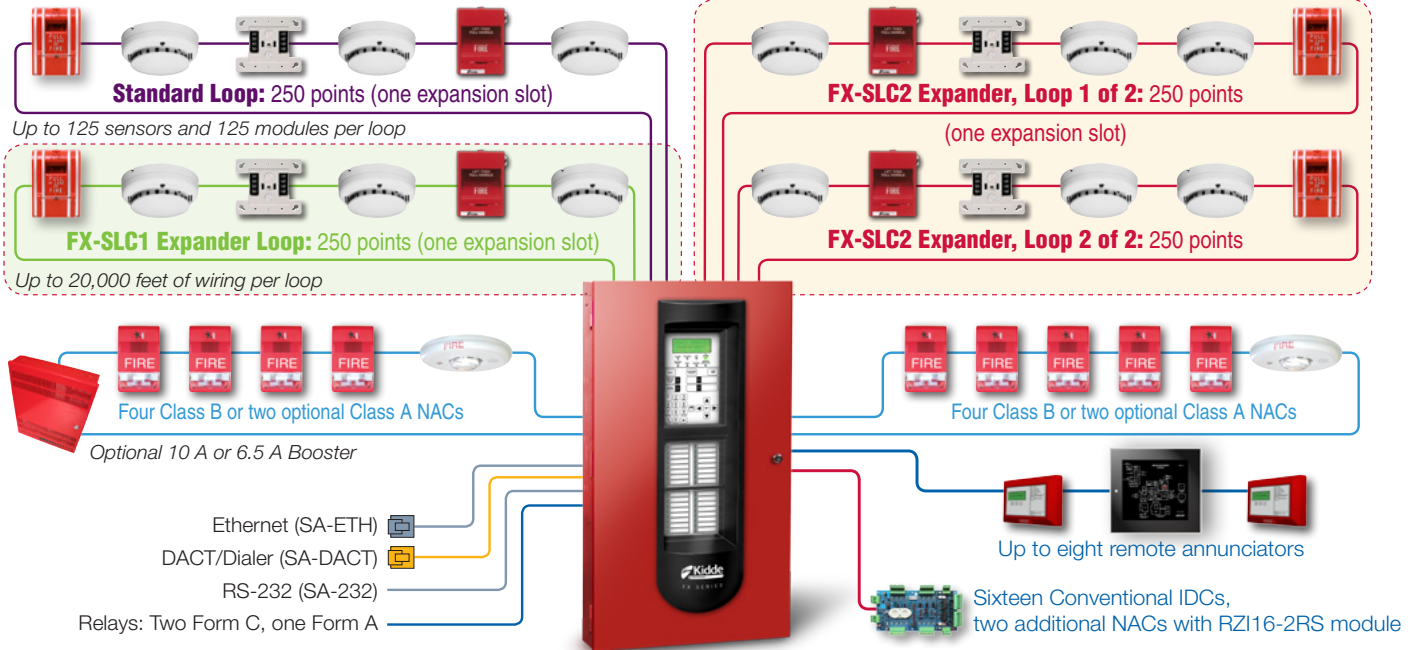 Standard Loop: 250 points (one expansion slot)
Up to 125 sensors and 125 modules per loop
FX-SLC1 Expander Loop: 250 points (one expansion slot)
Up to 20,000 feet of wiring per loop
FX-SLC2 Expander, Loop 1 of 2: 250 points
(one expansion slot)
FX-SLC2 Expander, Loop 2 of 2: 250 points
FIRE
FIRE
FIRE
FIRE
FIRE
Four Class B or two optional Class A NACs
Optional 10 A or 6.5 A Booster
FIRE
FIRE
FIRE
FIRE
FIRE
FIRE
Four Class B or two optional Class A NACs
Ethernet (SA-ETH)
DACT/Dialer (SA-DACT)
RS-232 (SA-232)
Relays: Two Form C, one Form A
Kidde
FX SERIES
Up to eight remote annunciators
Sixteen Conventional IDCs,
two additional NACs with RZI16-2RS module